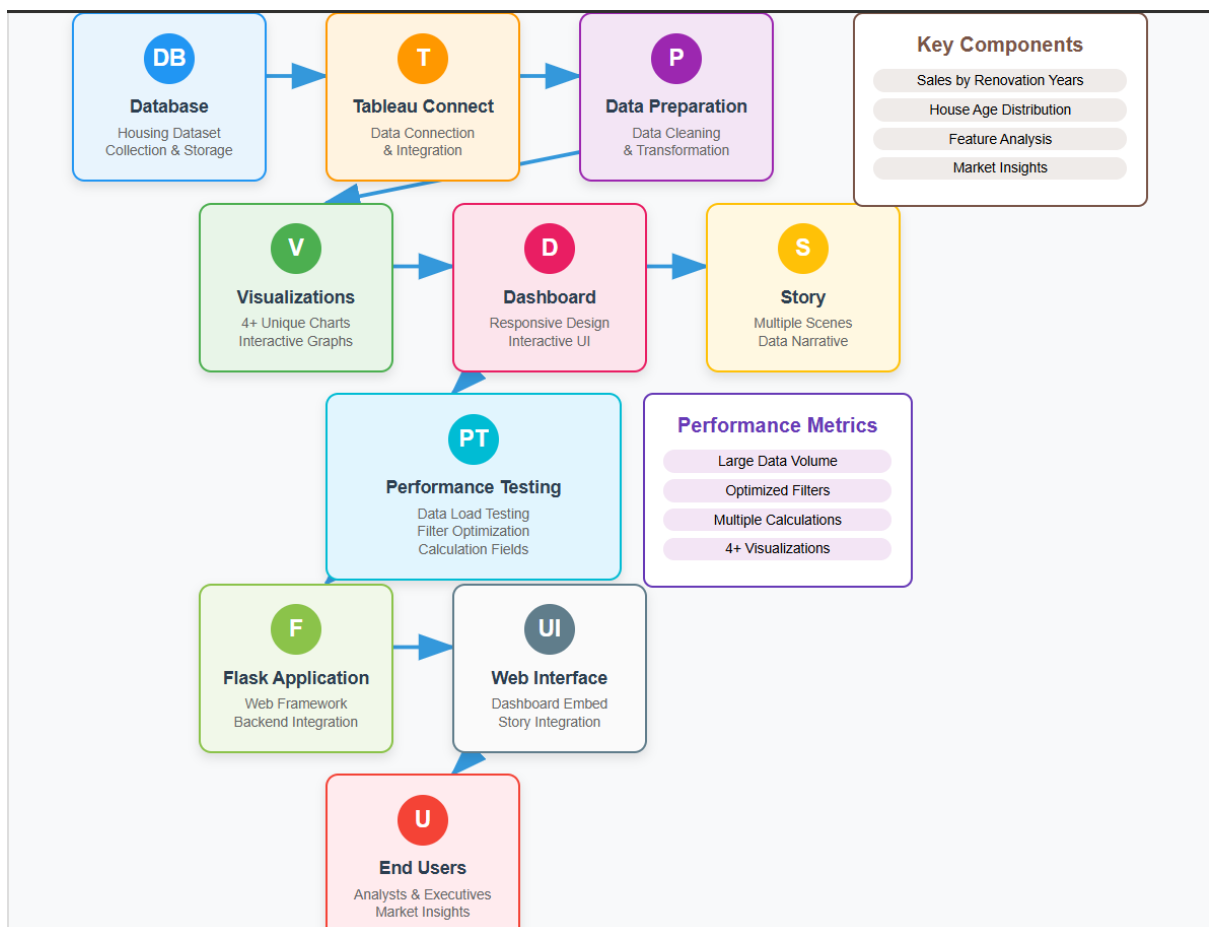 DB
Database
Housing Dataset
Collection & Storage
T
Tableau Connect
Data Connection
& Integration
P
Data Preparation
Data Cleaning
& Transformation
Key Components
Sales by Renovation Years
House Age Distribution
Feature Analysis
Market Insights
V
Visualizations
4+ Unique Charts
Interactive Graphs
D
Dashboard
Responsive Design
Interactive UI
S
Story
Multiple Scenes
Data Narrative
PT
Performance Testing
Data Load Testing
Filter Optimization
Calculation Fields
Performance Metrics
Large Data Volume
Optimized Filters
Multiple Calculations
4+ Visualizations
F
Flask Application
Web Framework
Backend Integration
UI
Web Interface
Dashboard Embed
Story Integration
U
End Users
Analysts & Executives
Market Insights